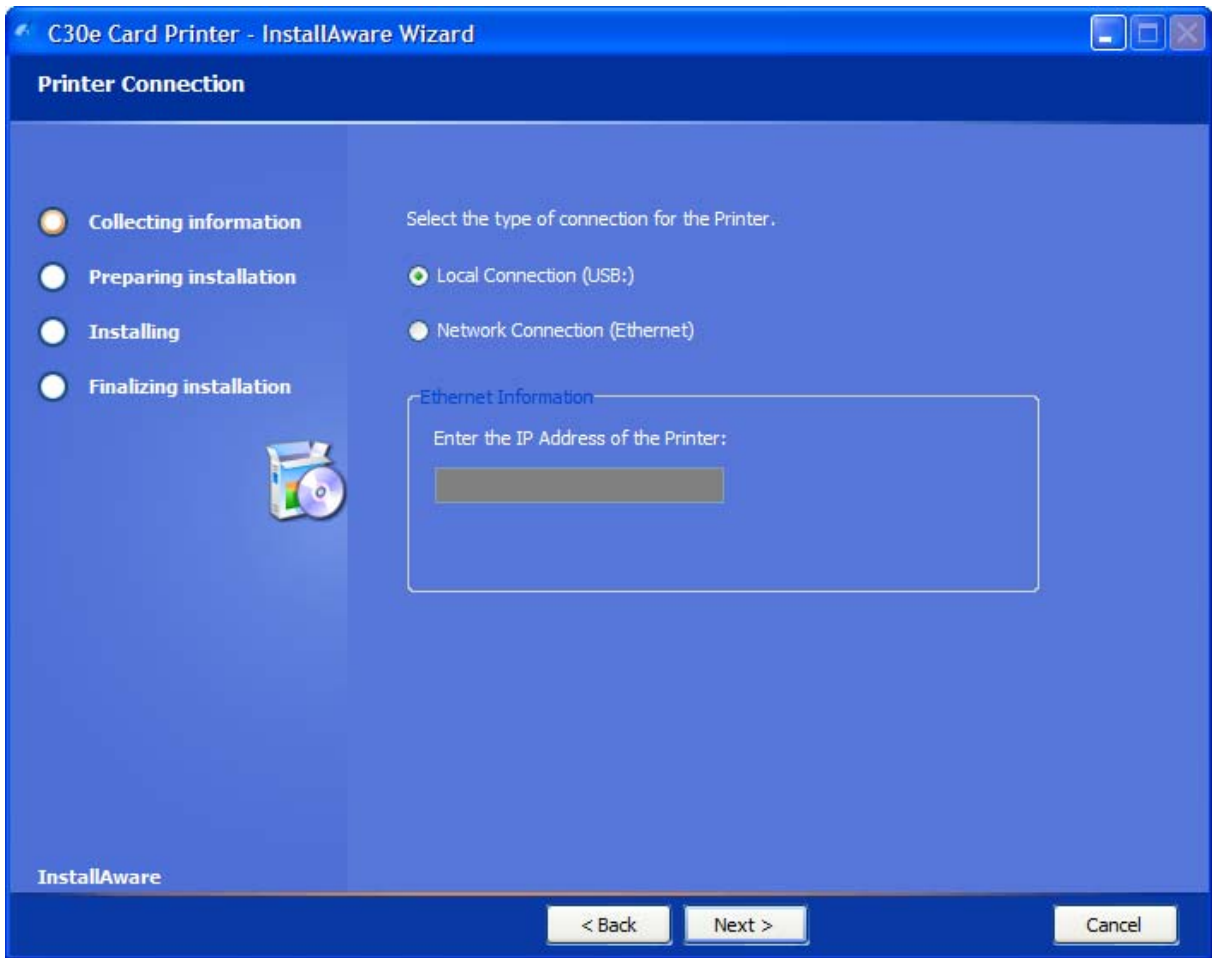 C30e Card Printer - InstallAware Wizard
Printer Connection
Collecting information
Preparing installation
Installing
Finalizing installation
Select the type of connection for the Printer.
Local Connection (USB:)
Network Connection (Ethernet)
Ethernet Information
Enter the IP Address of the Printer:
InstallAware
< Back
Next >
Cancel